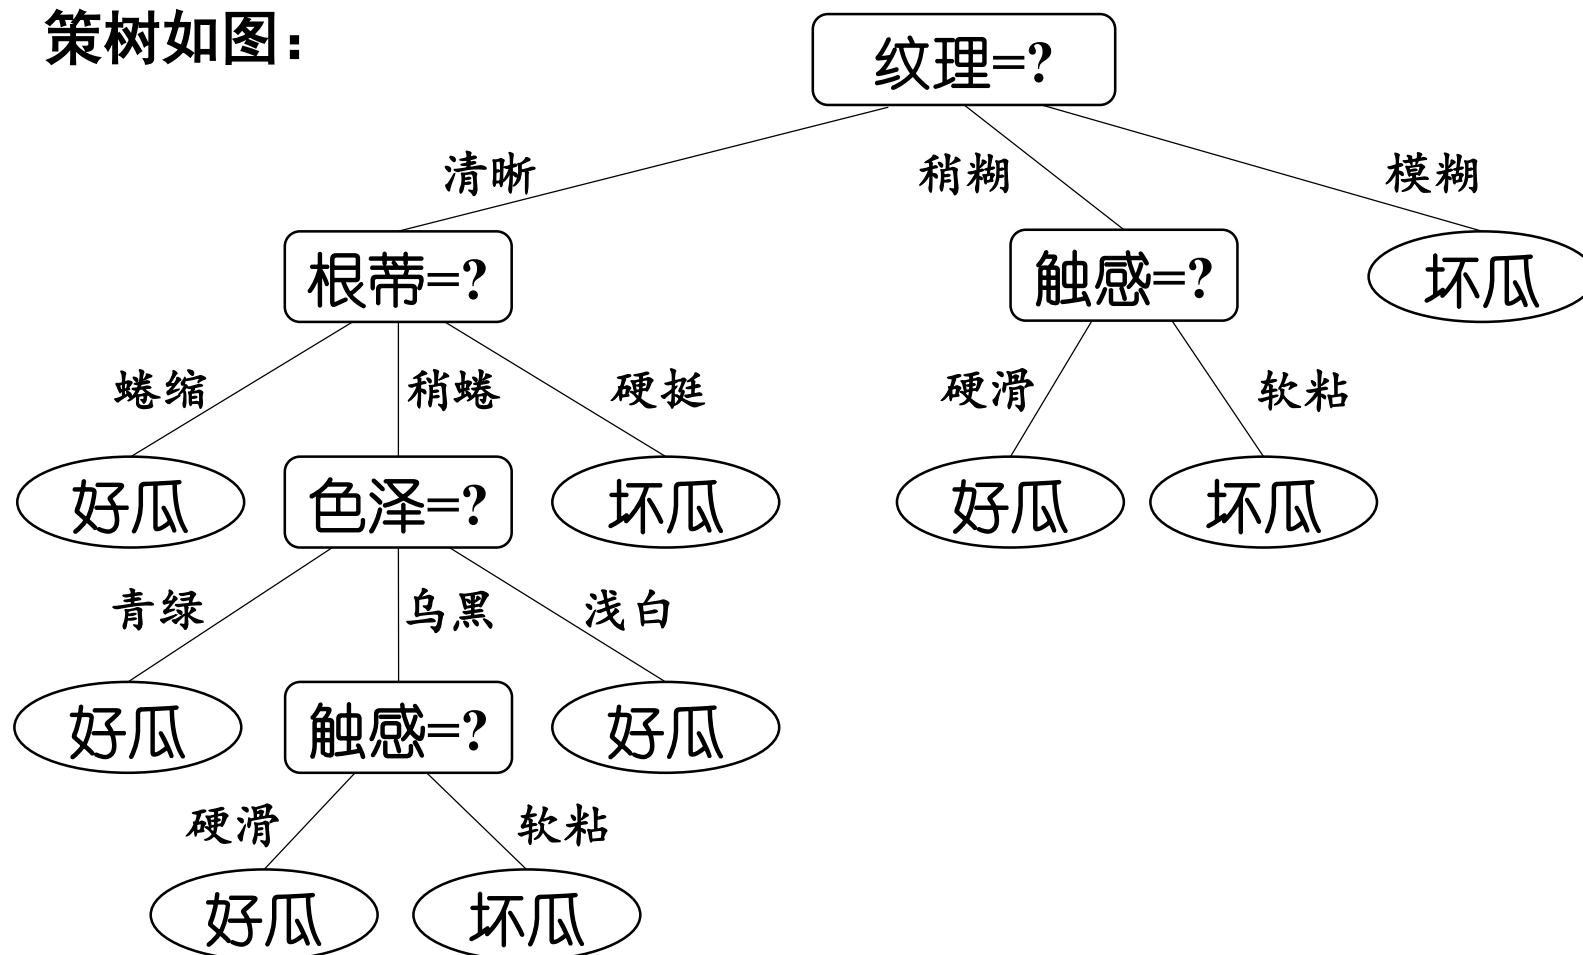 策树如图：
纹理=?
清晰 稍糊 模糊
根蒂=? 触感=? 坏瓜
蜷缩 稍蜷 硬挺 硬滑 软粘
好瓜 色泽=? 坏瓜 好瓜 坏瓜
青绿 乌黑 浅白
好瓜 触感=? 好瓜
硬滑 软粘
好瓜 坏瓜